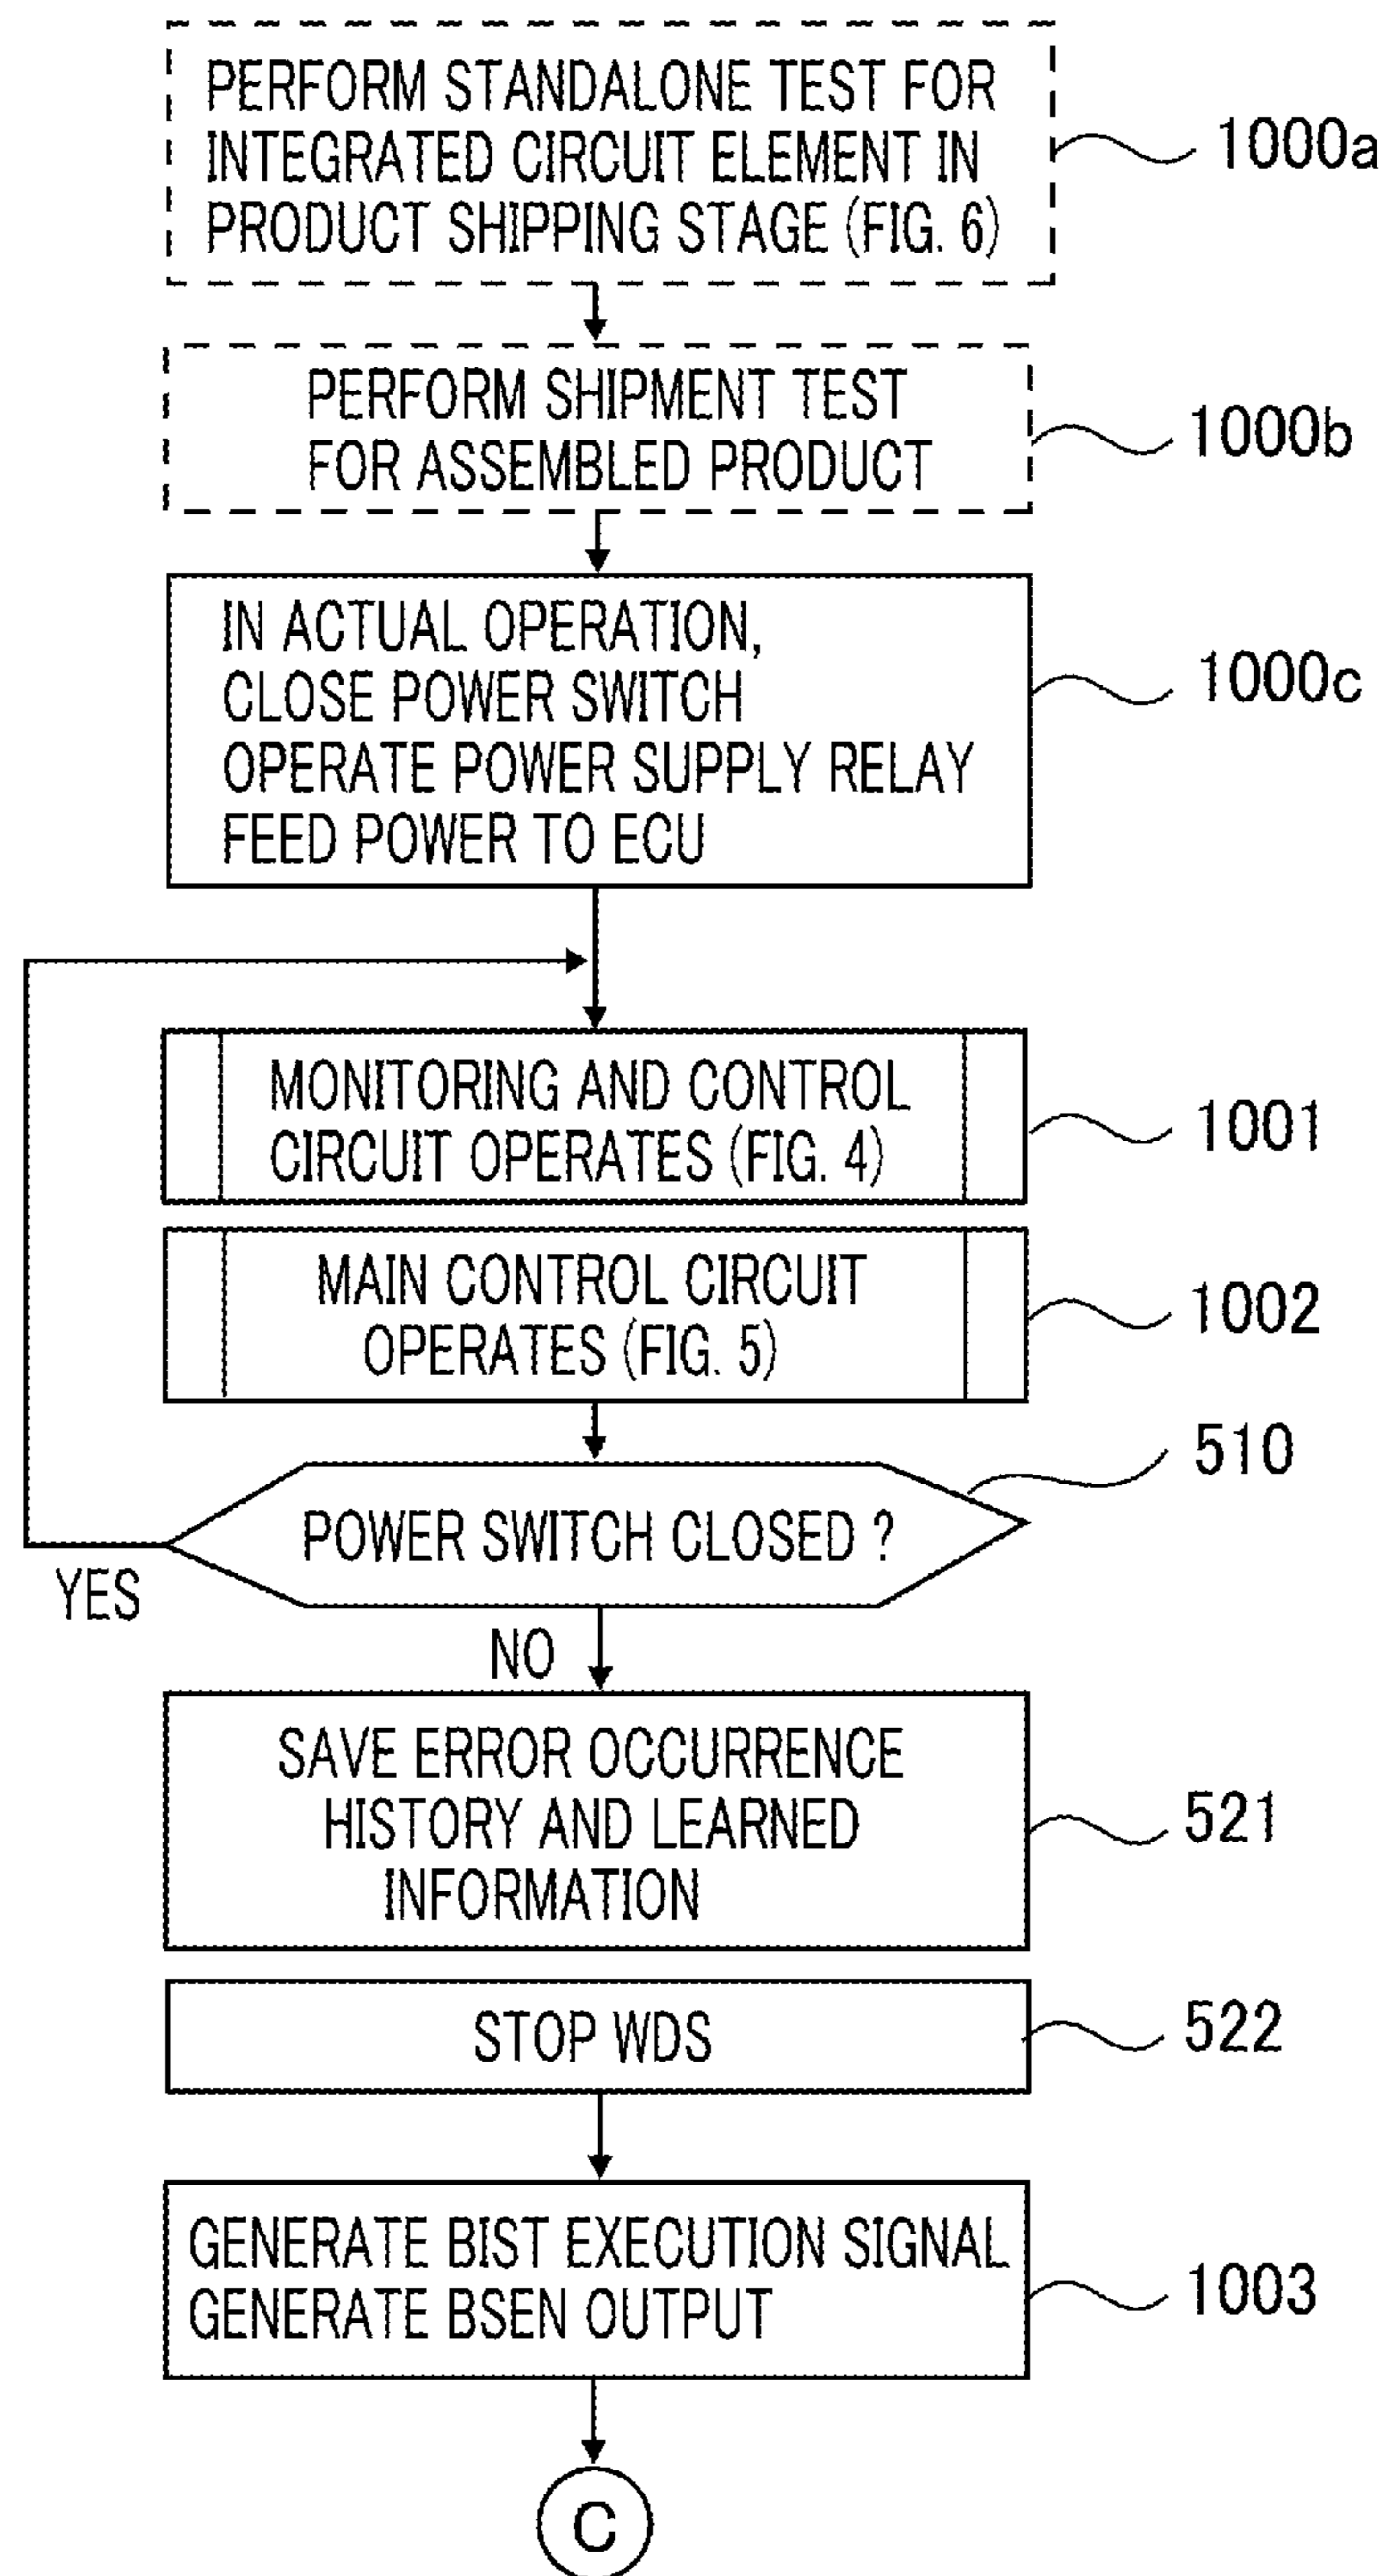 PERFORM STANDALONE TEST FOR
INTEGRATED CIRCUIT ELEMENT IN
PRODUCT SHIPPING STAGE (FIG. 6)
1000a
PERFORM SHIPMENT TEST
FOR ASSEMBLED PRODUCT
1000b
IN ACTUAL OPERATION,
CLOSE POWER SWITCH
OPERATE POWER SUPPLY RELAY
FEED POWER TO ECU
1000c
MONITORING AND CONTROL
CIRCUIT OPERATES (FIG. 4)
1001
MAIN CONTROL CIRCUIT
OPERATES (FIG. 5)
1002
510
POWER SWITCH CLOSED ?
YES
NO
SAVE ERROR OCCURRENCE
HISTORY AND LEARNED
INFORMATION
521
STOP WDS
522
GENERATE BIST EXECUTION SIGNAL
GENERATE BSEN OUTPUT
1003
C